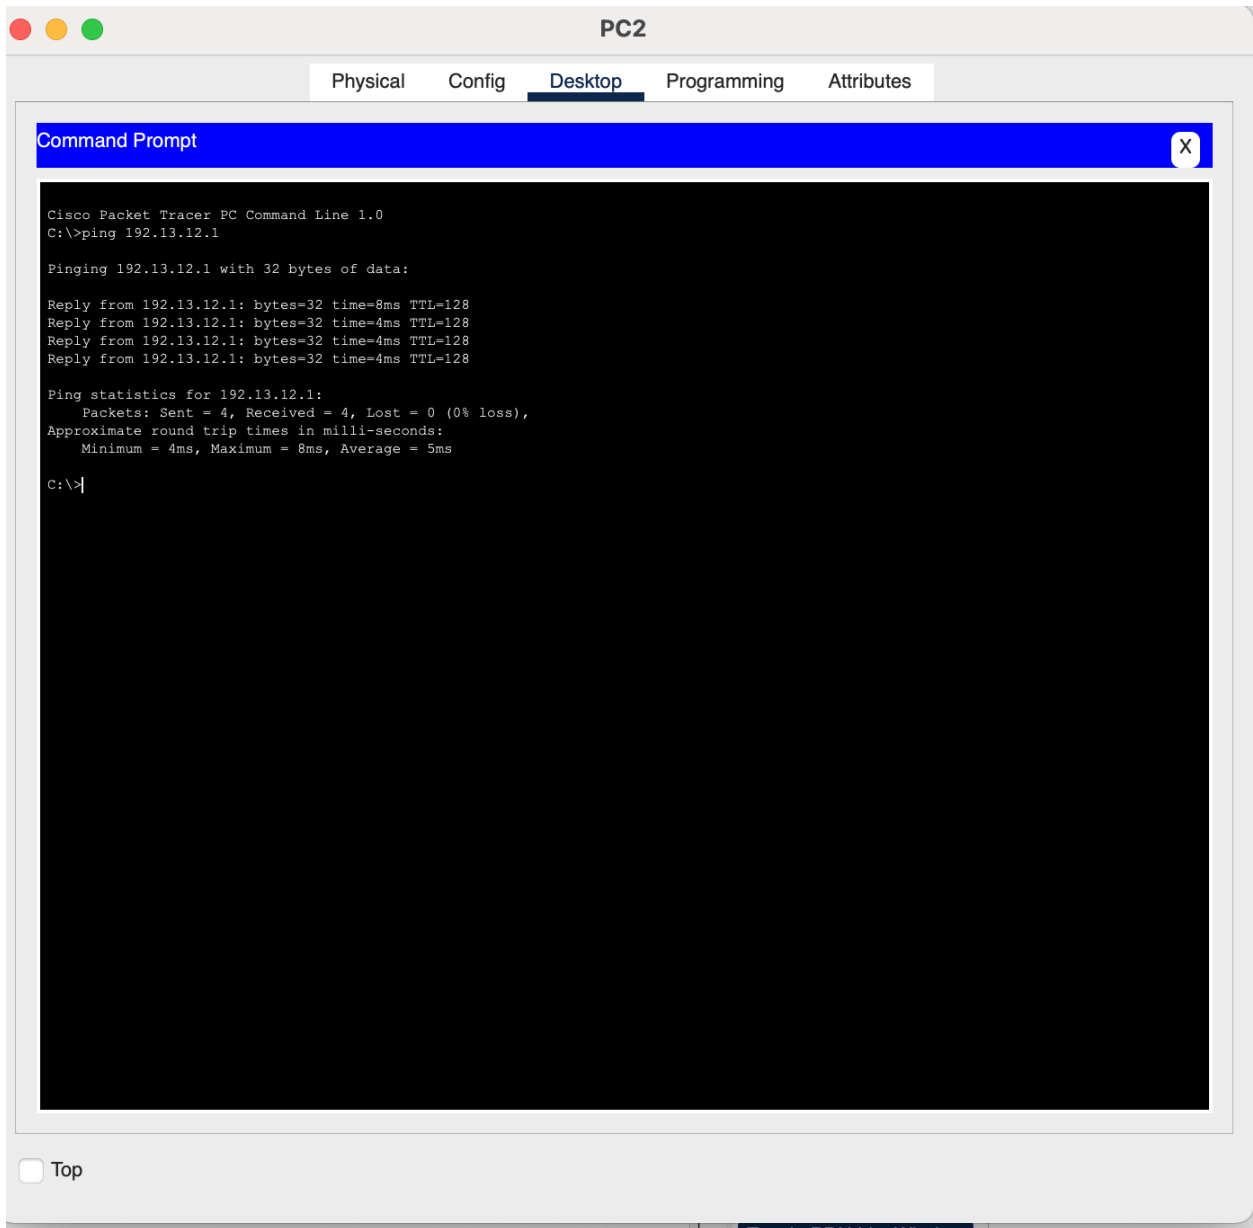 PC2
Physical Config Desktop Programming Attributes
Command Prompt
X
Cisco Packet Tracer PC Command Line 1.0
C:\>ping 192.13.12.1
Pinging 192.13.12.1 with 32 bytes of data:
Reply from 192.13.12.1: bytes=32 time=8ms TTL=128
Reply from 192.13.12.1: bytes=32 time=4ms TTL=128
Reply from 192.13.12.1: bytes=32 time=4ms TTL=128
Reply from 192.13.12.1: bytes=32 time=4ms TTL=128
Ping statistics for 192.13.12.1:
Packets: Sent = 4, Received = 4, Lost = 0 (0% loss),
Approximate round trip times in milli-seconds:
Minimum = 4ms, Maximum = 8ms, Average = 5ms
C:\>
Top